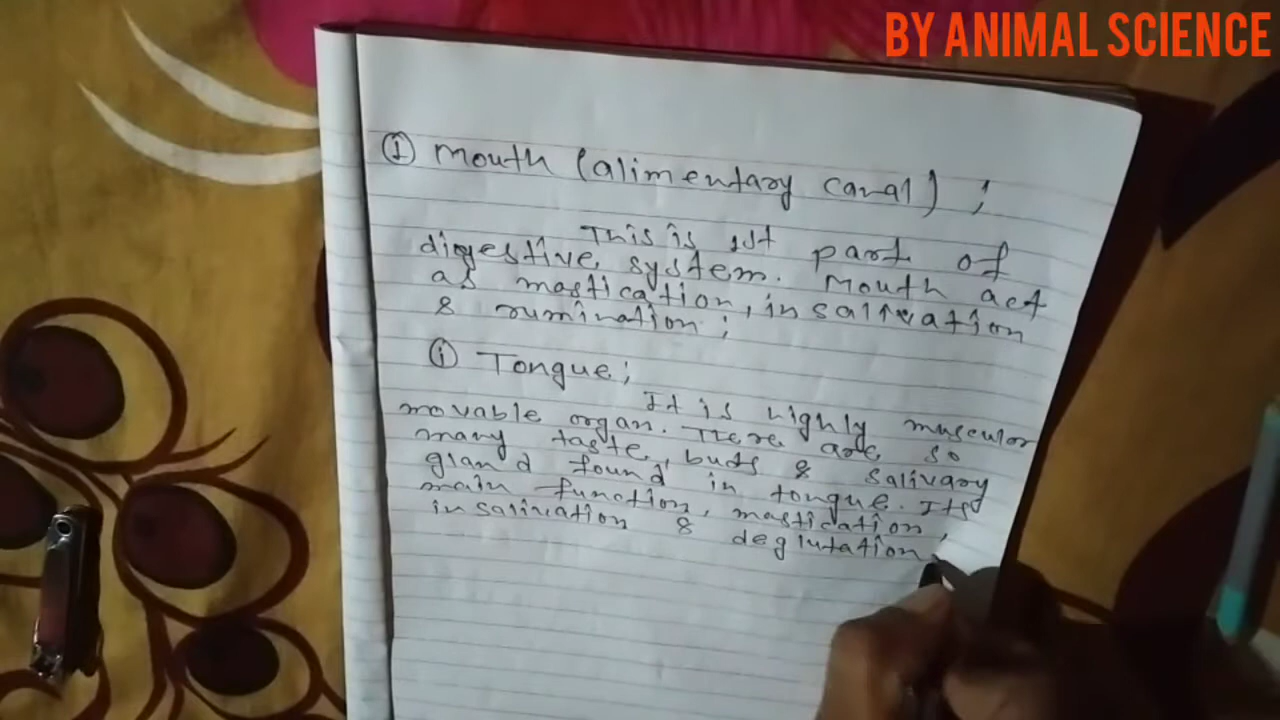 BY ANIMAL SCIENCE
① Mouth (alimentary canal) ;
This is 1st part of
digestive system. Mouth act
as mastication, insalivation
& rumination ;
① Tongue ;
It is highly musculor
movable organ. There are so
many taste, buds & salivary
gland found in tongue. Its
main function, mastication,
insalivation & deglutation